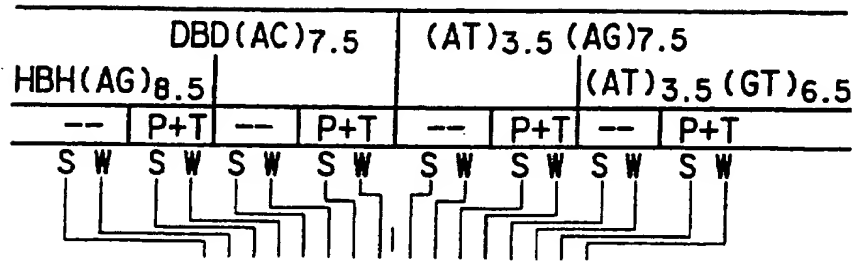 DBD(AC)7.5 (AT)3.5 (AG)7.5
HBH(AG)8.5 (AT)3.5 (GT)6.5
-- P+T -- P+T -- P+T -- P+T
S W S W S W S W S W S W S W S W